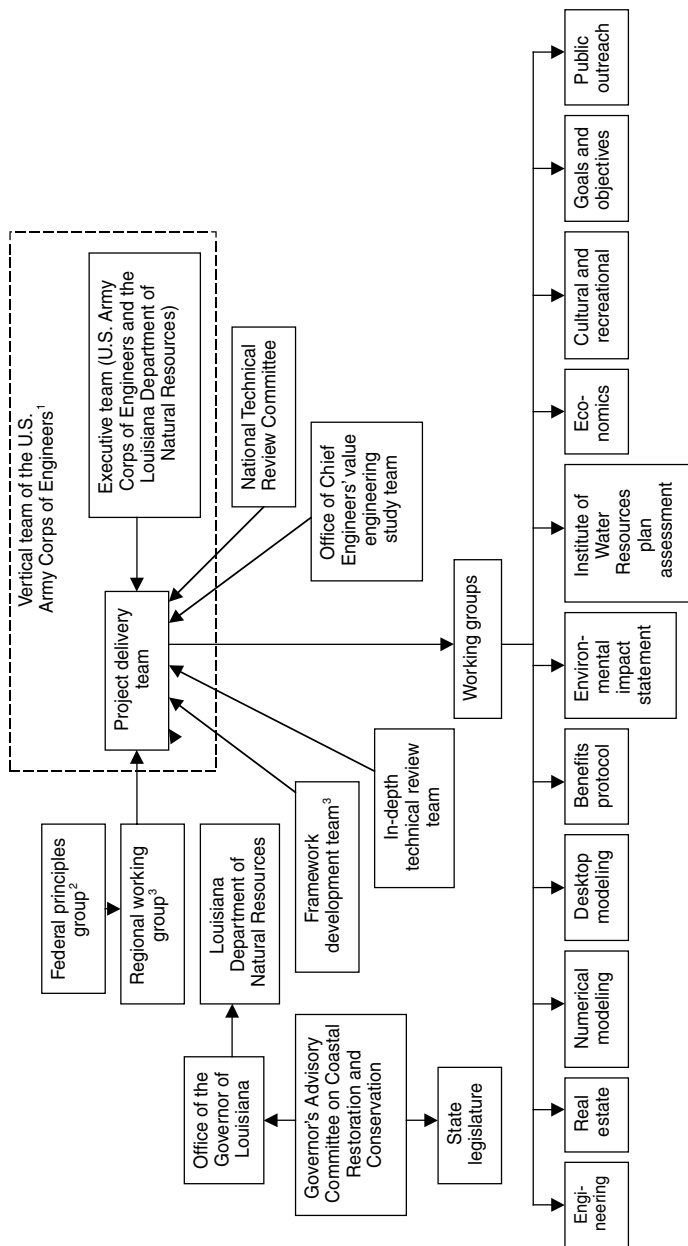 Vertical team of the U.S.
Army Corps of Engineers¹
Executive team (U.S. Army
Corps of Engineers and the
Louisiana Department of
Natural Resources)
Project delivery
team
Federal principles
group²
Regional working
group³
Louisiana
Department of
Natural Resources
Office of the
Governor of
Louisiana
Governor's Advisory
Committee on Coastal
Restoration and
Conservation
State
legislature
Framework
development team³
In-depth
technical review
team
National Technical
Review Committee
Office of Chief
Engineers' value
engineering
study team
Working groups
Engi-
neering
Real
estate
Numerical
modeling
Desktop
modeling
Benefits
protocol
Environ-
mental
impact
statement
Institute of
Water
Resources
plan
assessment
Eco-
nomics
Cultural and
recreational
Goals and
objectives
Public
outreach